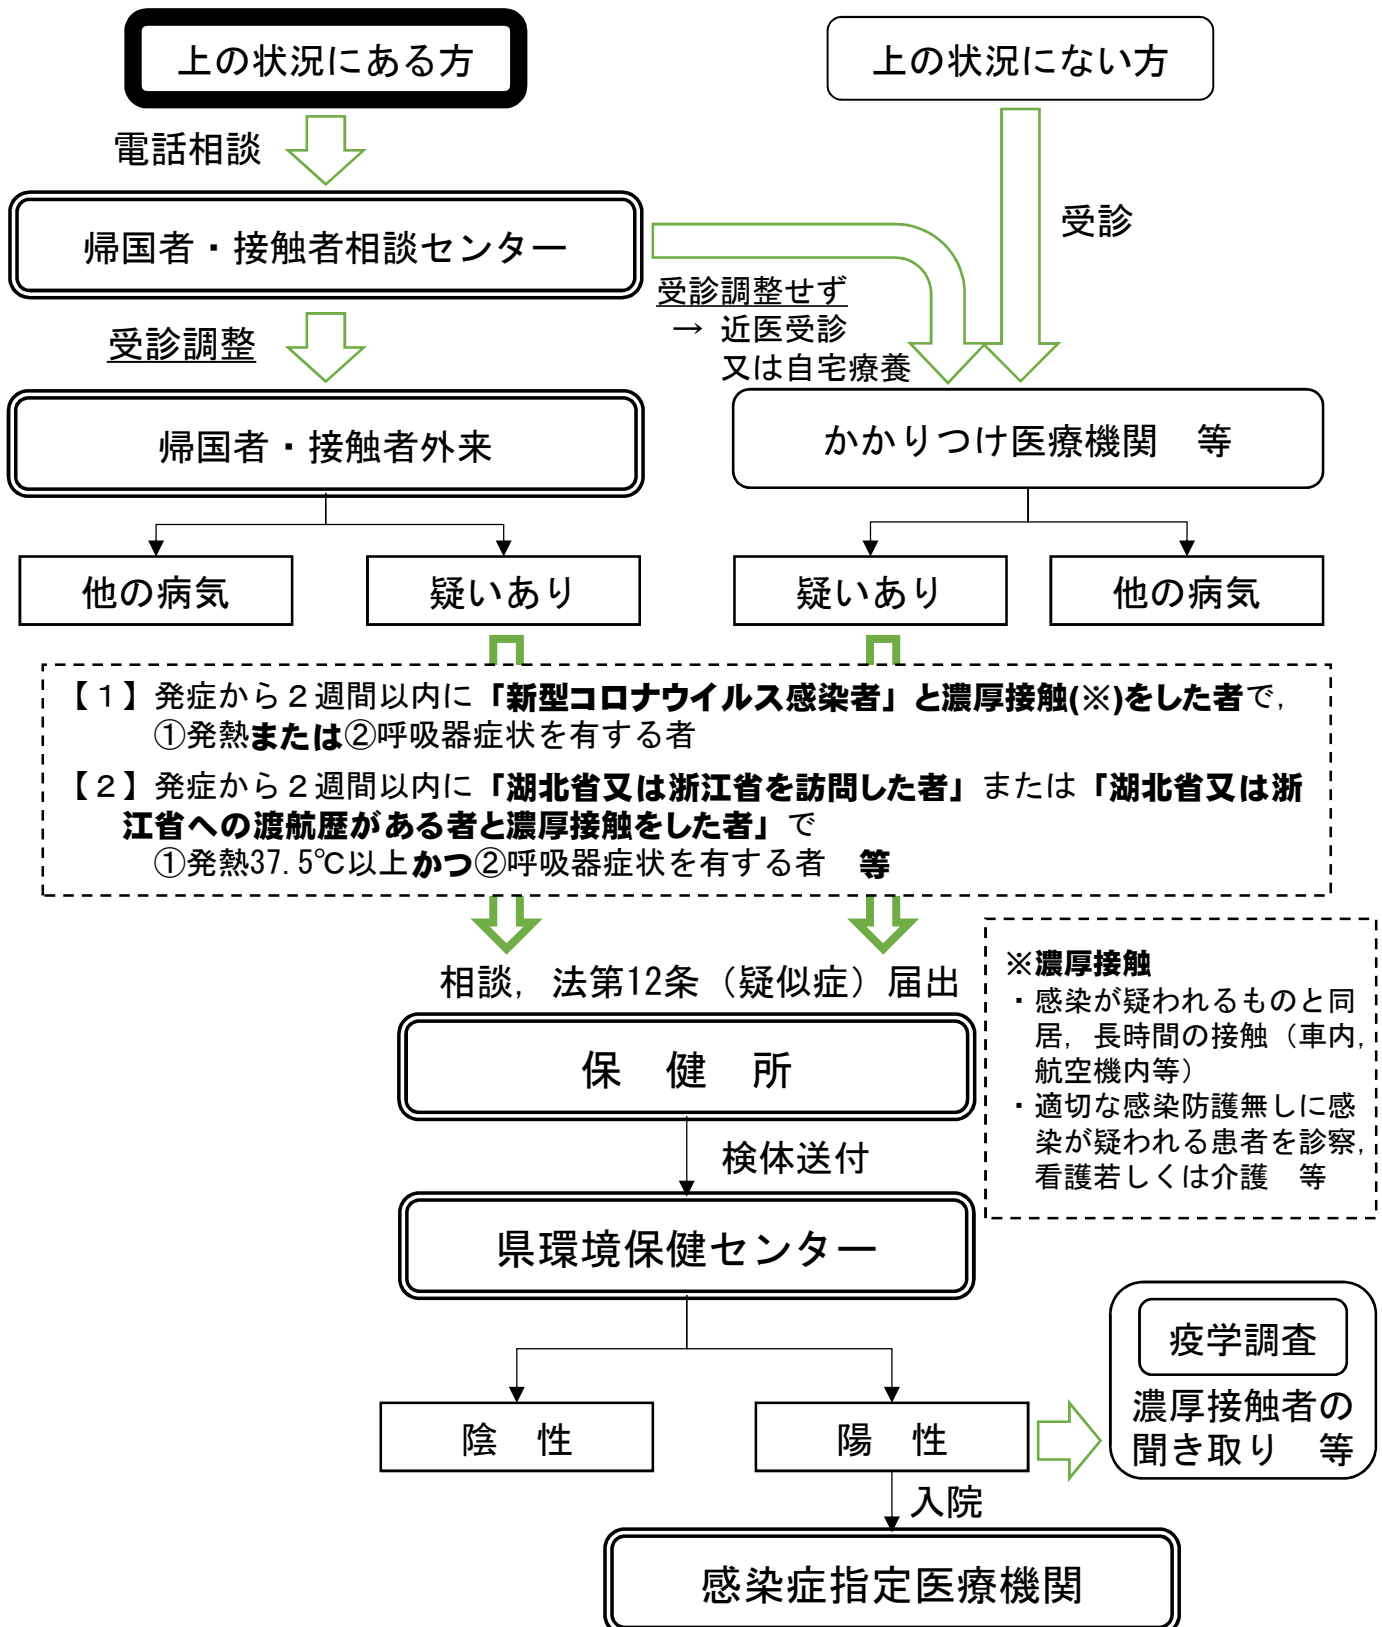 上の状況にある方
上の状況にない方
電話相談
受診
帰国者・接触者相談センター
受診調整せず
→ 近医受診
又は自宅療養
受診調整
帰国者・接触者外来
かかりつけ医療機関　等
他の病気
疑いあり
疑いあり
他の病気
【１】発症から２週間以内に「新型コロナウイルス感染者」と濃厚接触(※)をした者で,
①発熱または②呼吸器症状を有する者
【２】発症から２週間以内に「湖北省又は浙江省を訪問した者」または「湖北省又は浙
江省への渡航歴がある者と濃厚接触をした者」で
①発熱37.5℃以上かつ②呼吸器症状を有する者　等
相談, 法第12条（疑似症）届出
※濃厚接触
・感染が疑われるものと同
居, 長時間の接触（車内,
航空機内等）
・適切な感染防護無しに感
染が疑われる患者を診察,
看護若しくは介護　等
保　健　所
検体送付
県環境保健センター
疫学調査
濃厚接触者の
聞き取り　等
陰　性
陽　性
入院
感染症指定医療機関